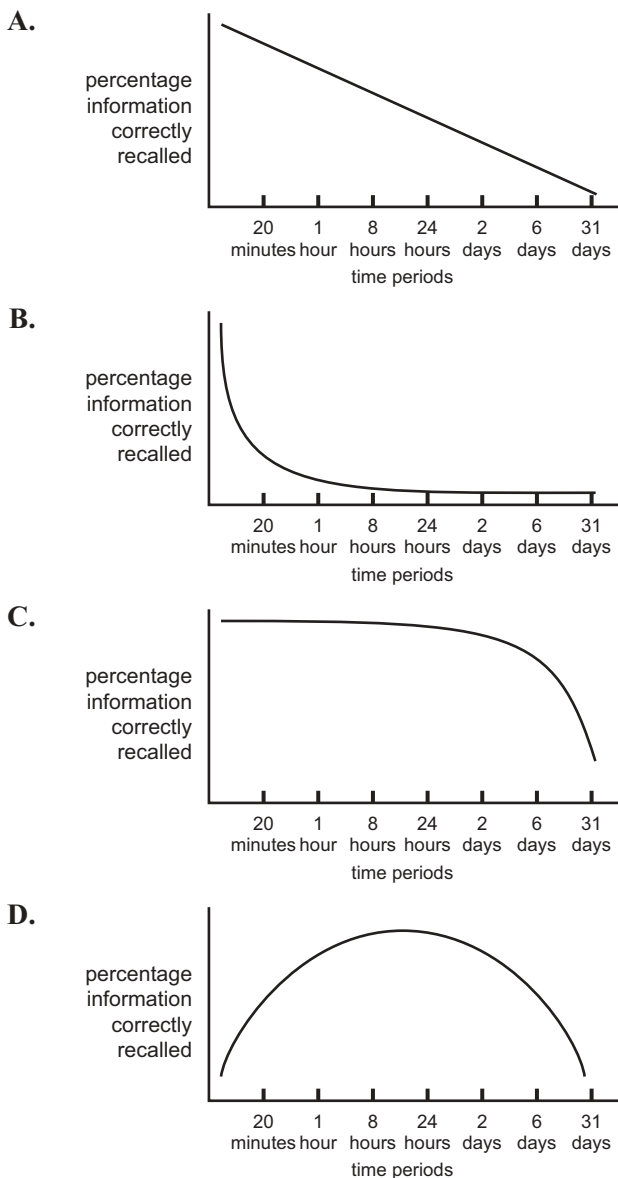 A.
percentage
information
correctly
recalled
20 1 8 24 2 6 31
minutes hour hours hours days days days
time periods
B.
percentage
information
correctly
recalled
20 1 8 24 2 6 31
minutes hour hours hours days days days
time periods
C.
percentage
information
correctly
recalled
20 1 8 24 2 6 31
minutes hour hours hours days days days
time periods
D.
percentage
information
correctly
recalled
20 1 8 24 2 6 31
minutes hour hours hours days days days
time periods